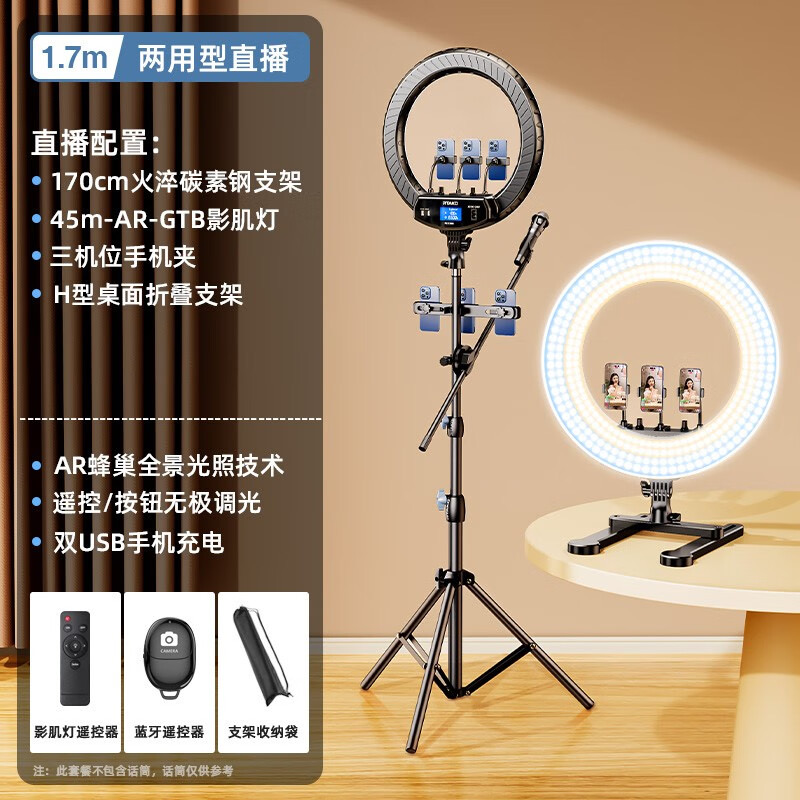 1.7m 两用型直播
直播配置：
• 170cm火淬碳素钢支架
• 45m-AR-GTB影肌灯
• 三机位手机夹
• H型桌面折叠支架
• AR蜂巢全景光照技术
• 遥控/按钮无极调光
• 双USB手机充电
CAMERA
影肌灯遥控器
蓝牙遥控器
支架收纳袋
注：此套餐不包含话筒，话筒仅供参考